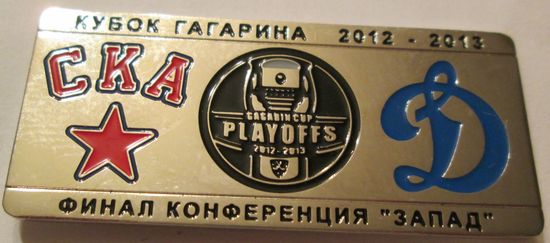 КУБОК ГАГАРИНА 2012 - 2013
СКА
GAGARIN CUP
PLAYOFFS
2012-2013
Д
ФИНАЛ КОНФЕРЕНЦИЯ "ЗАПАД"